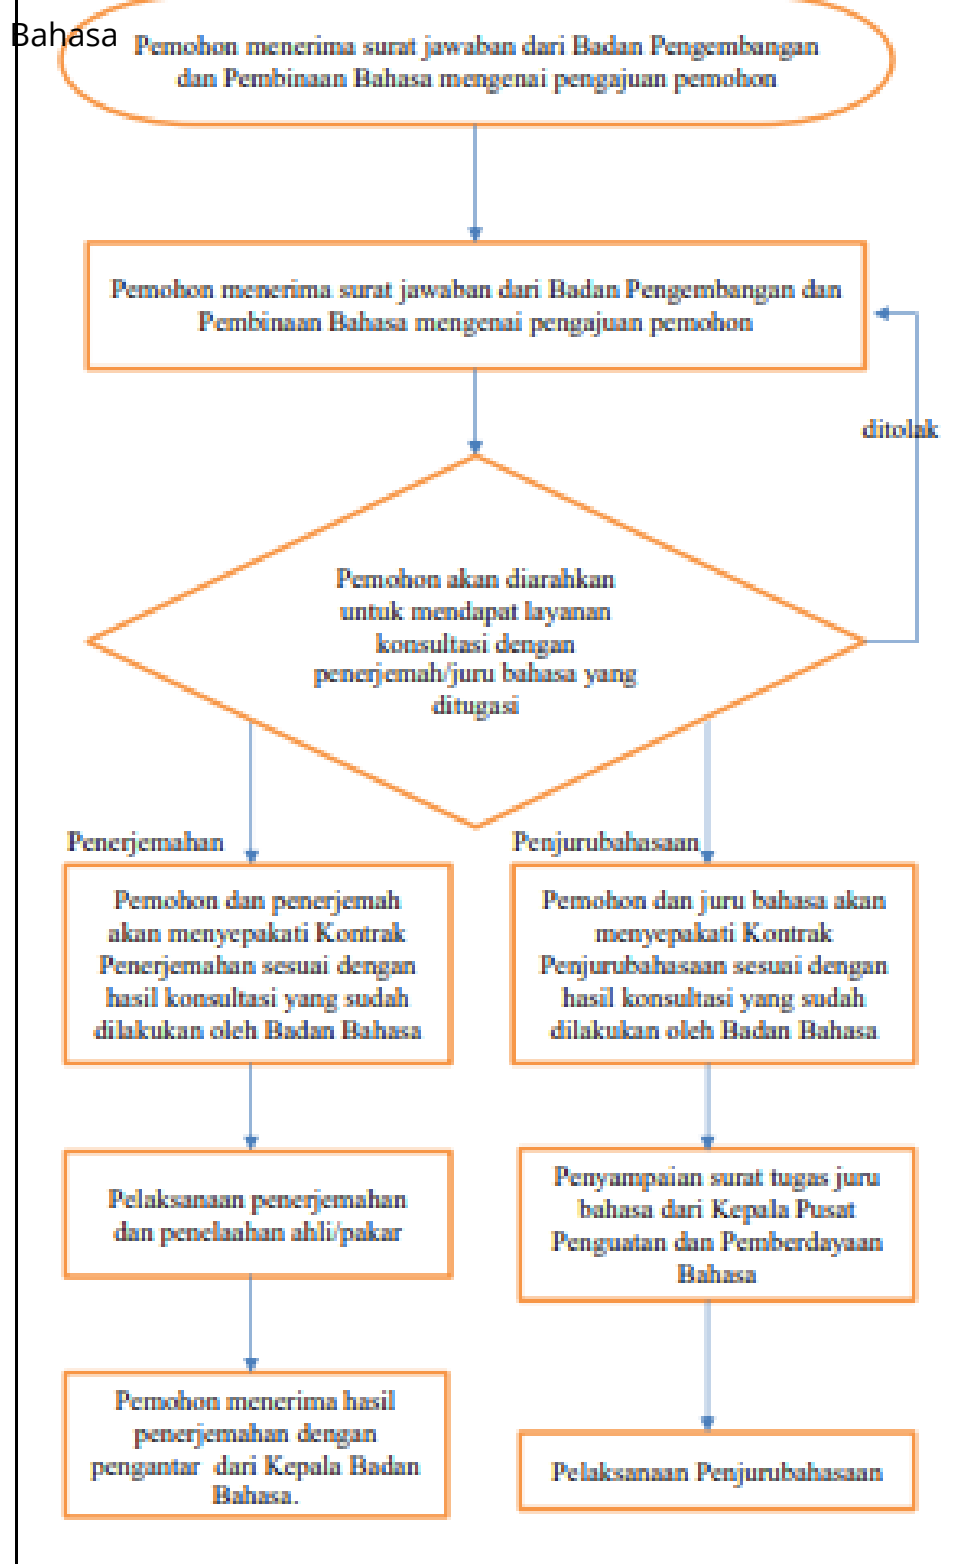 Bahasa
Pemohon menerima surat jawaban dari Badan Pengembangan
dan Pembinaan Bahasa mengenai pengajuan pemohon
Pemohon menerima surat jawaban dari Badan Pengembangan dan
Pembinaan Bahasa mengenai pengajuan pemohon
ditolak
Pemohon akan diarahkan
untuk mendapat layanan
konsultasi dengan
penerjemah/juru bahasa yang
ditugasi
Penerjemahan
Pemohon dan penerjemah
akan menyepakati Kontrak
Penerjemahan sesuai dengan
hasil konsultasi yang sudah
dilakukan oleh Badan Bahasa
Pelaksanaan penerjemahan
dan penelaahan ahli/pakar
Pemohon menerima hasil
penerjemahan dengan
pengantar dari Kepala Badan
Bahasa.
Penjurubahasaan
Pemohon dan juru bahasa akan
menyepakati Kontrak
Penjurubahasaan sesuai dengan
hasil konsultasi yang sudah
dilakukan oleh Badan Bahasa
Penyampaian surat tugas juru
bahasa dari Kepala Pusat
Penguatan dan Pemberdayaan
Bahasa
Pelaksanaan Penjurubahasaan